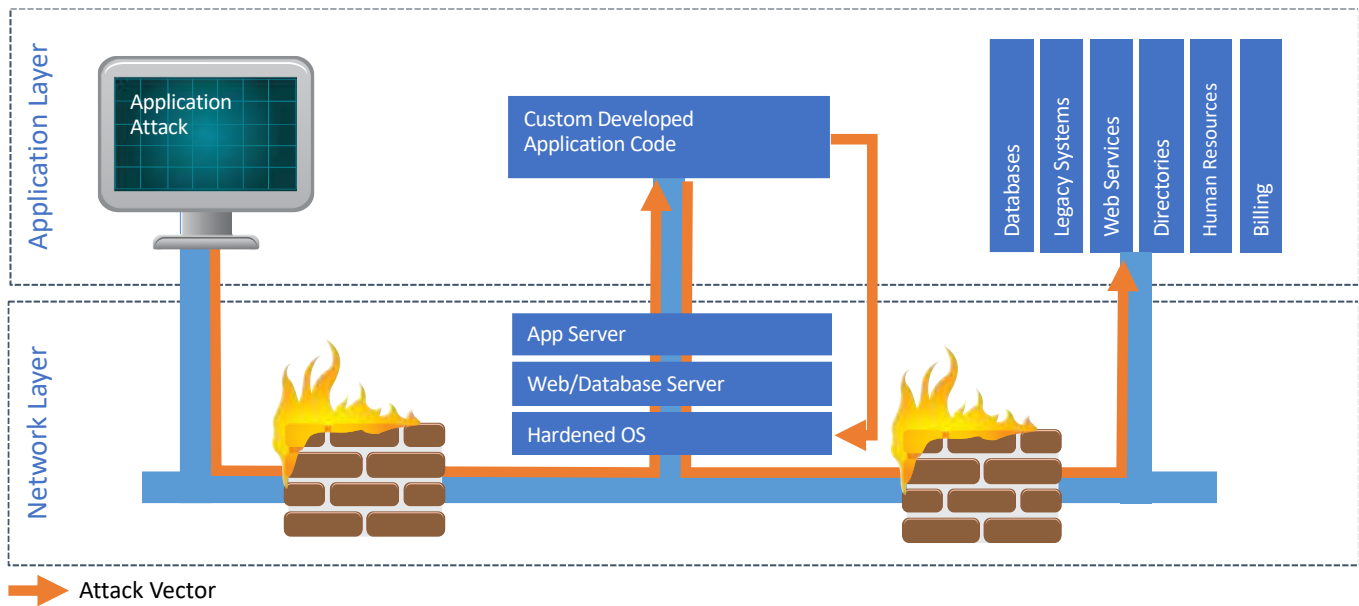 Application Layer
Application
Attack
Custom Developed
Application Code
Databases
Legacy Systems
Web Services
Directories
Human Resources
Billing
Network Layer
App Server
Web/Database Server
Hardened OS
Attack Vector